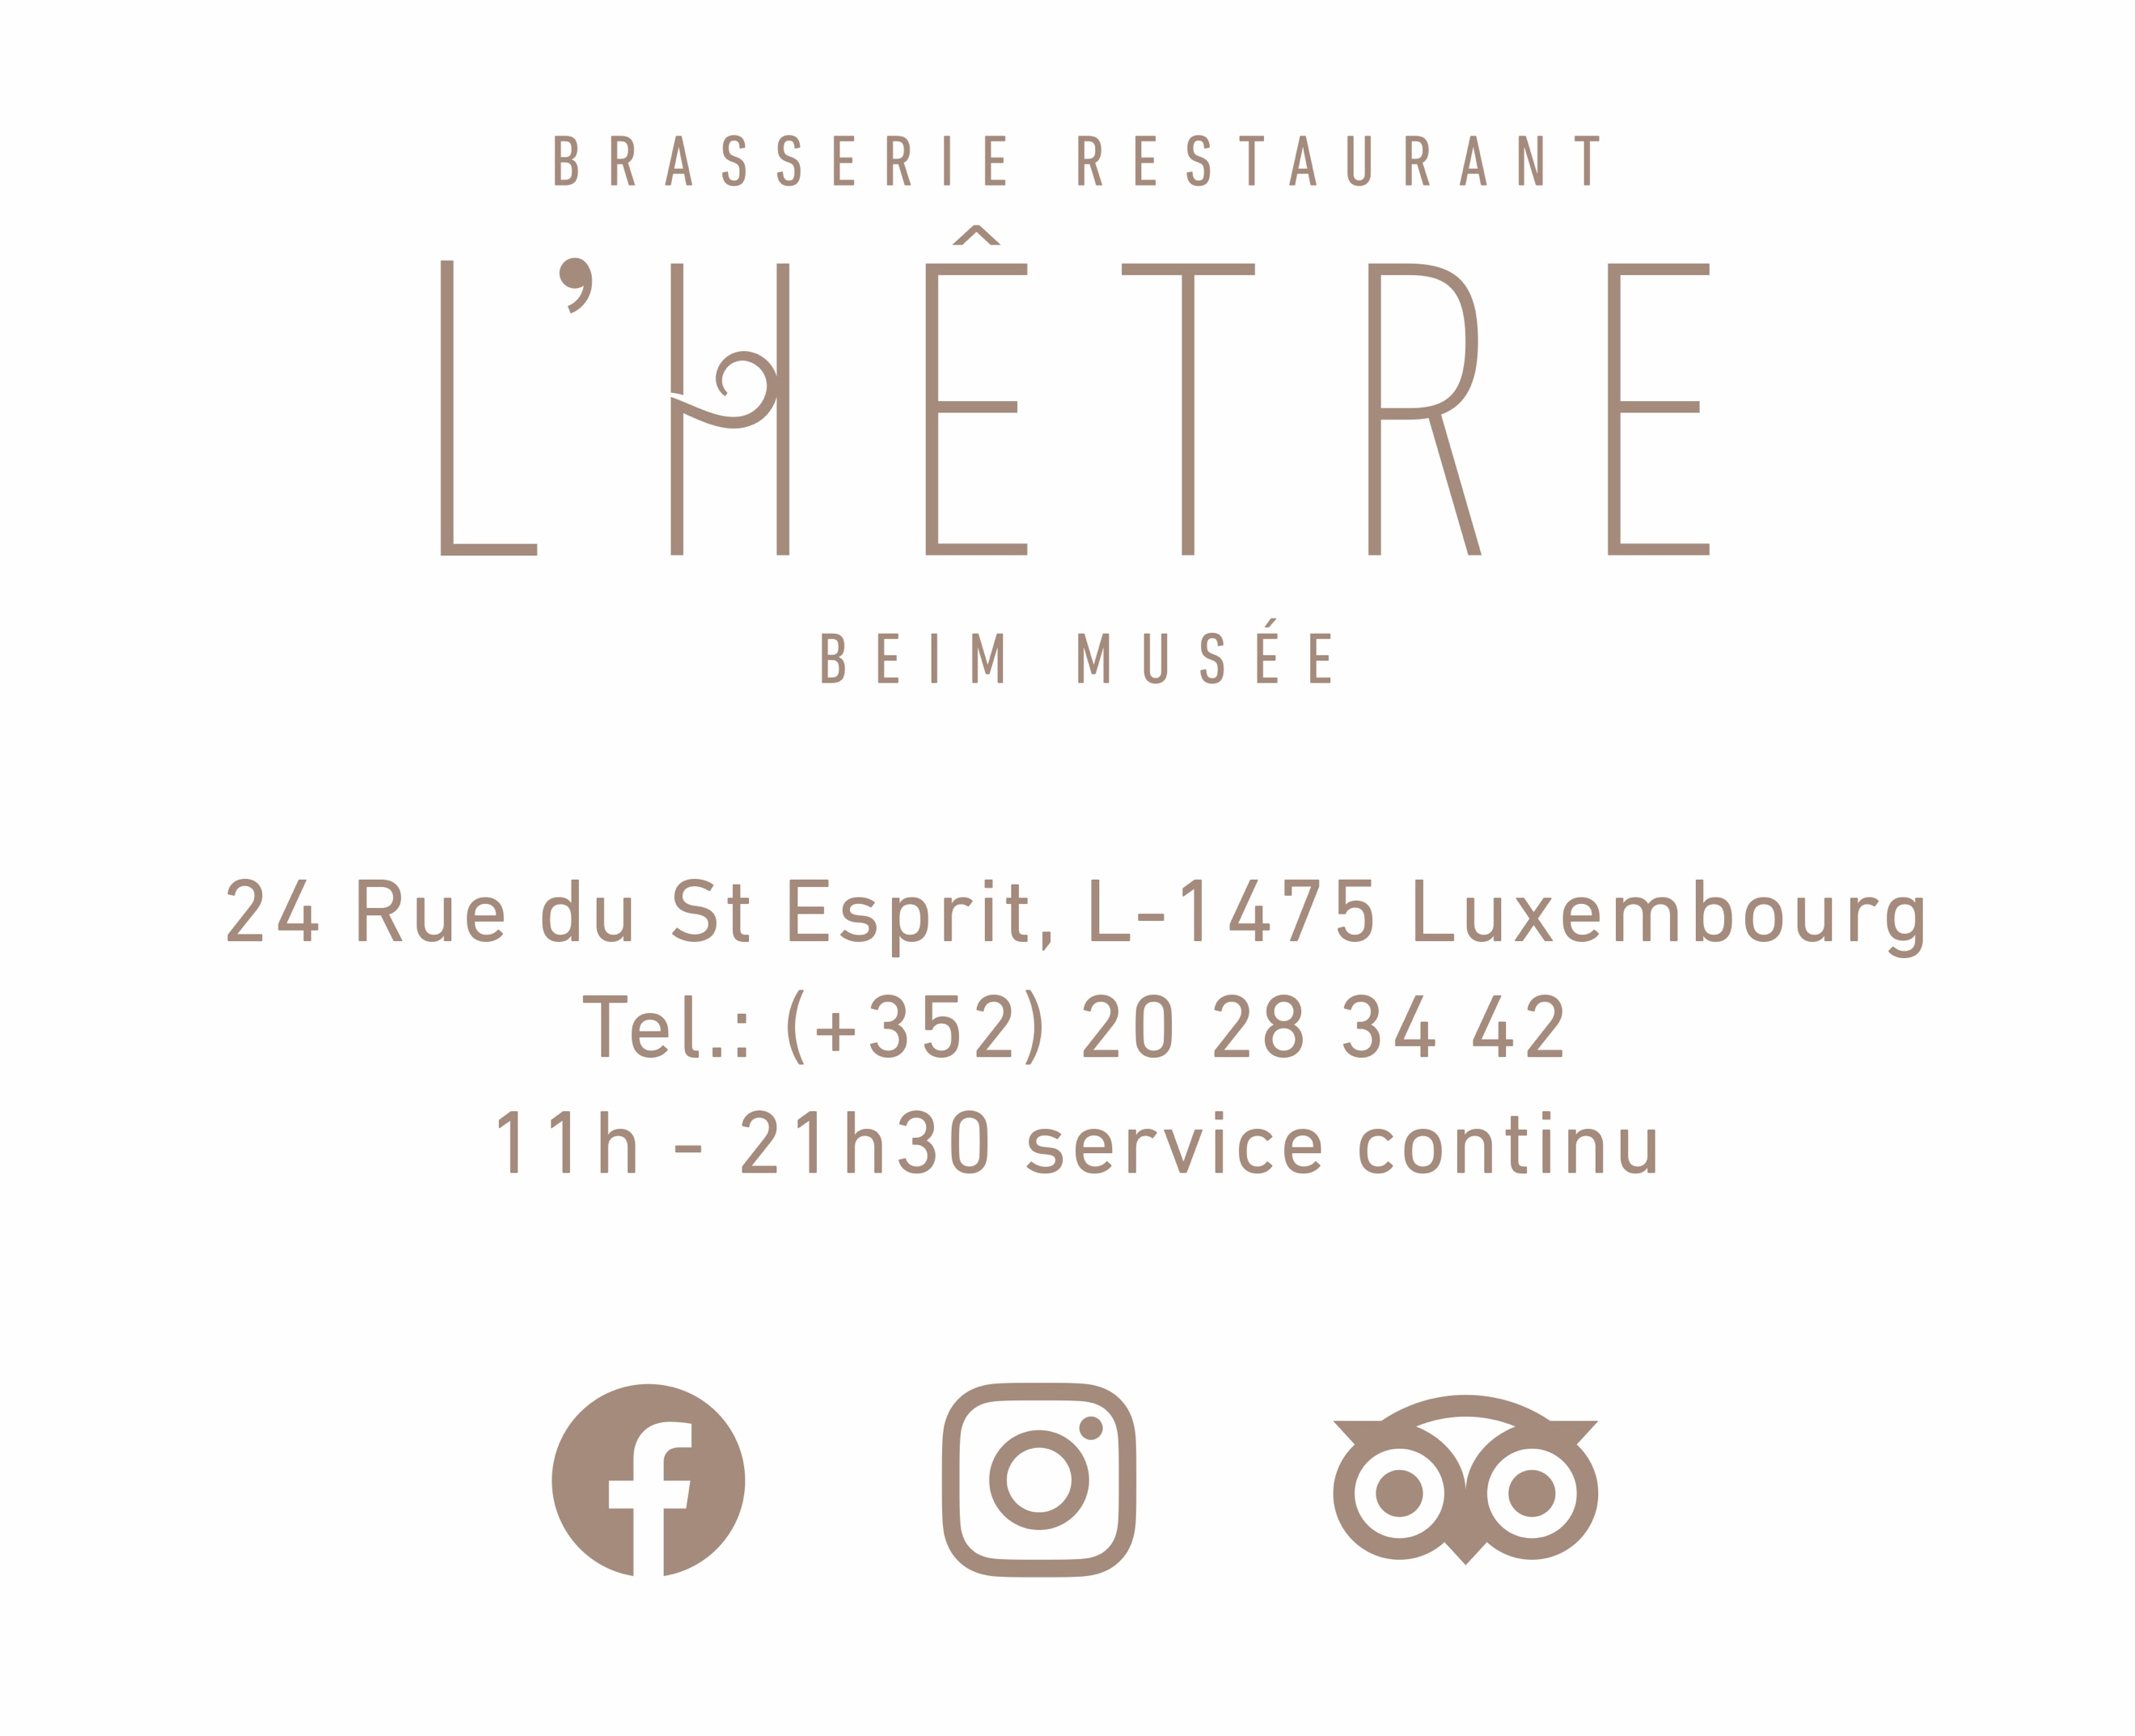 BRASSERIE RESTAURANT
L'HÊTRE
BEIM MUSÉE
24 Rue du St Esprit, L-1475 Luxembourg
Tel.: (+352) 20 28 34 42
11h – 21h30 service continu